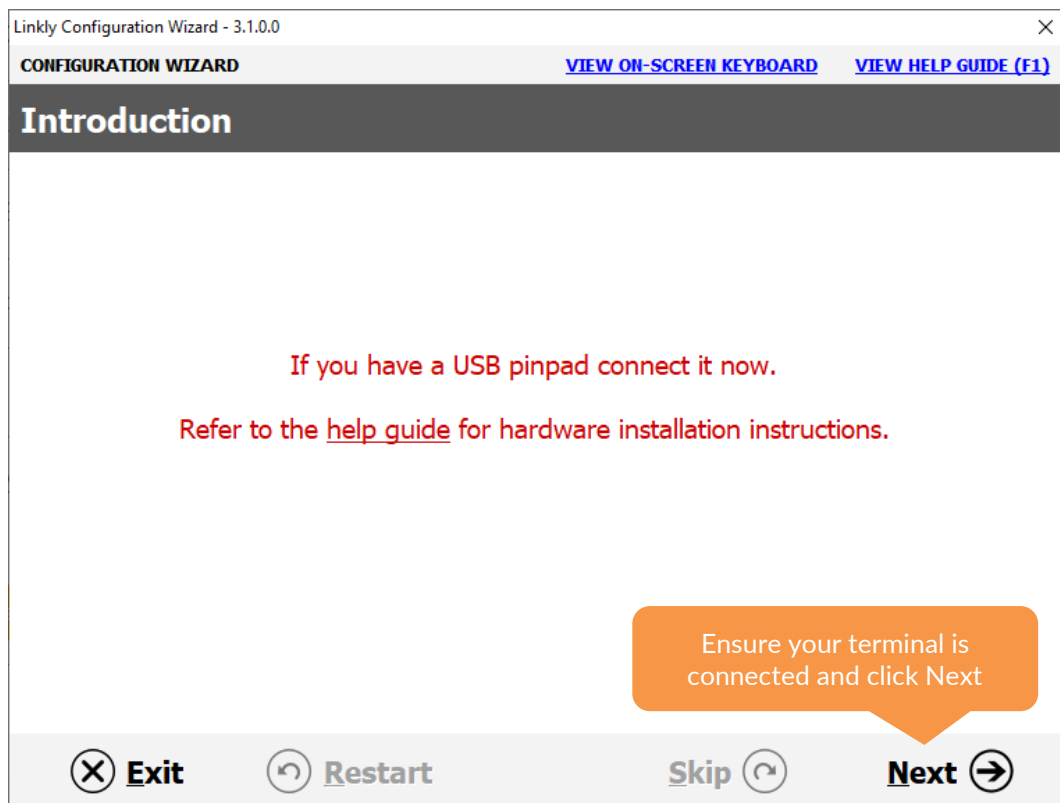 Linkly Configuration Wizard - 3.1.0.0
CONFIGURATION WIZARD VIEW ON-SCREEN KEYBOARD VIEW HELP GUIDE (F1)
Introduction
If you have a USB pinpad connect it now.
Refer to the help guide for hardware installation instructions.
Ensure your terminal is
connected and click Next
Exit Restart Skip Next